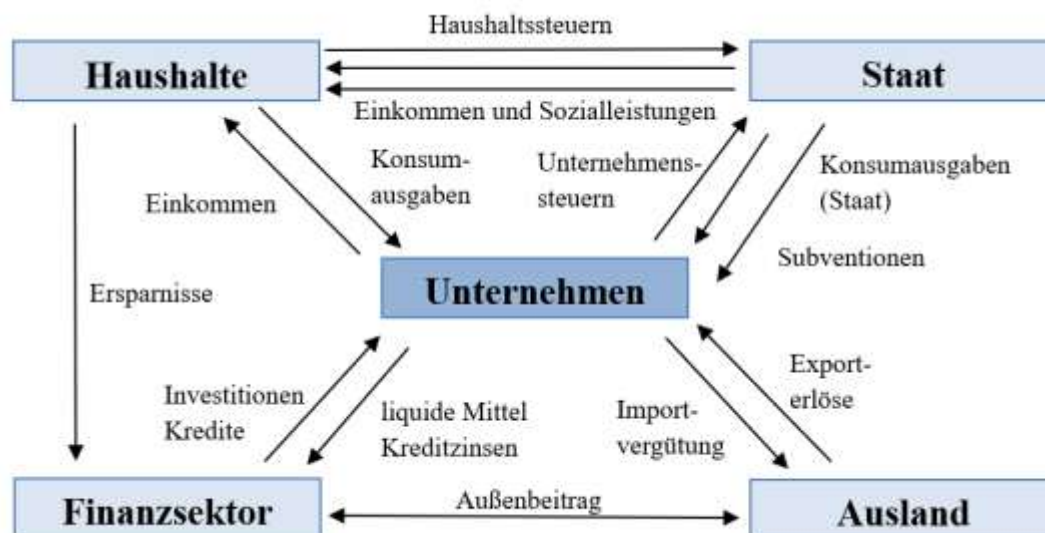 Haushaltssteuern
Haushalte
Staat
Einkommen und Sozialleistungen
Konsum-
ausgaben
Unternehmens-
steuern
Konsumausgaben
(Staat)
Einkommen
Subventionen
Unternehmen
Ersparnisse
Investitionen
Kredite
liquide Mittel
Kreditzinsen
Import-
vergütung
Export-
erlöse
Finanzsektor
Außenbeitrag
Ausland